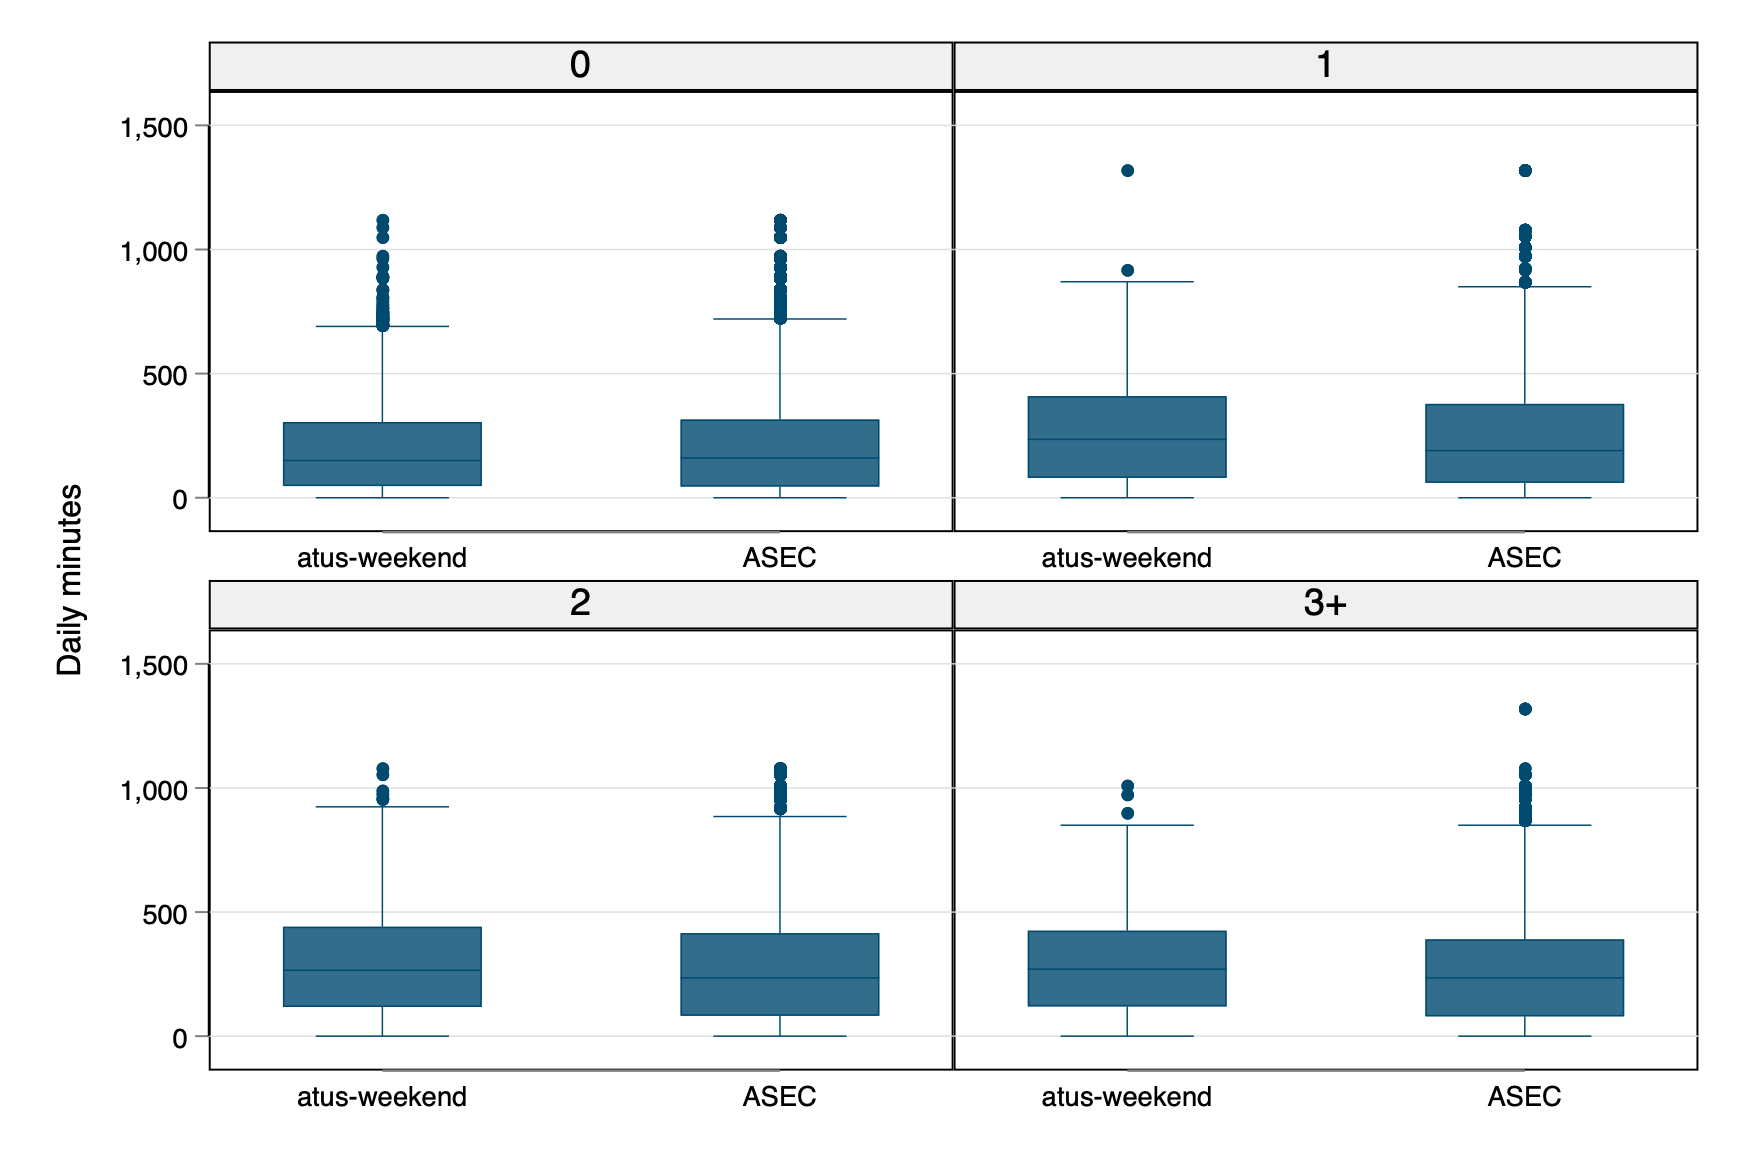 0
1
1,500
1,000
500
0
atus-weekend
ASEC
atus-weekend
ASEC
Daily minutes
2
3+
1,500
1,000
500
0
atus-weekend
ASEC
atus-weekend
ASEC